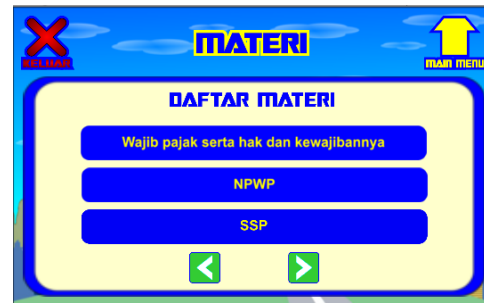 MATERI
KELUAR
MAIN MENU
DAFTAR MATERI
Wajib pajak serta hak dan kewajibannya
NPWP
SSP